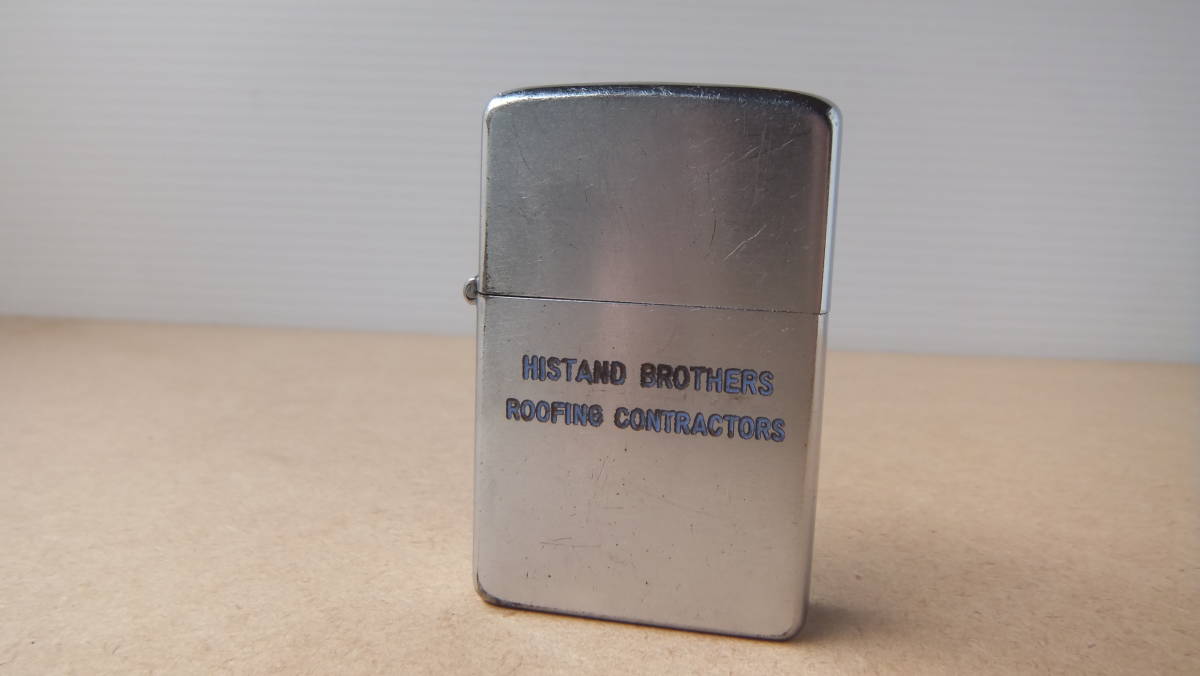 HISTAND BROTHERS
ROOFING CONTRACTORS